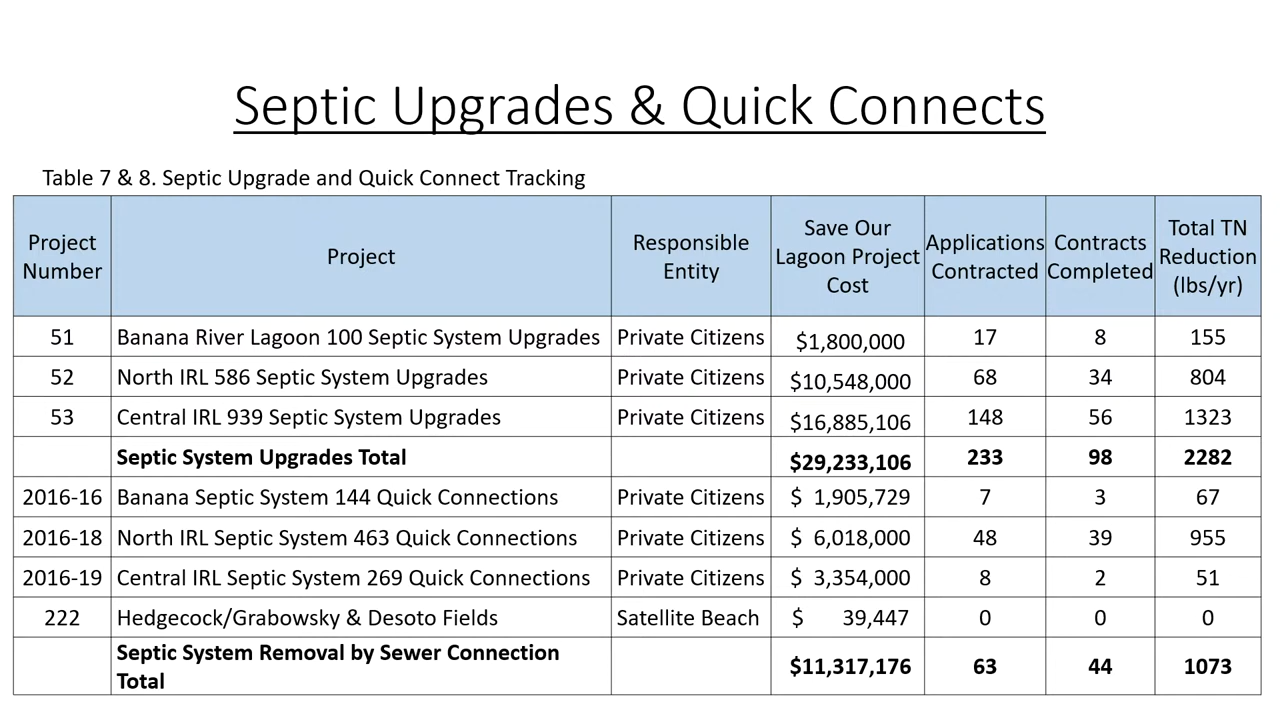 Septic Upgrades & Quick Connects
Table 7 & 8. Septic Upgrade and Quick Connect Tracking
Project Number | Project | Responsible Entity | Save Our Lagoon Project Cost | Applications Contracted | Contracts Completed | Total TN Reduction (lbs/yr)
51 | Banana River Lagoon 100 Septic System Upgrades | Private Citizens | $1,800,000 | 17 | 8 | 155
52 | North IRL 586 Septic System Upgrades | Private Citizens | $10,548,000 | 68 | 34 | 804
53 | Central IRL 939 Septic System Upgrades | Private Citizens | $16,885,106 | 148 | 56 | 1323
Septic System Upgrades Total | $29,233,106 | 233 | 98 | 2282
2016-16 | Banana Septic System 144 Quick Connections | Private Citizens | $ 1,905,729 | 7 | 3 | 67
2016-18 | North IRL Septic System 463 Quick Connections | Private Citizens | $ 6,018,000 | 48 | 39 | 955
2016-19 | Central IRL Septic System 269 Quick Connections | Private Citizens | $ 3,354,000 | 8 | 2 | 51
222 | Hedgecock/Grabowsky & Desoto Fields | Satellite Beach | $ 39,447 | 0 | 0 | 0
Septic System Removal by Sewer Connection Total | $11,317,176 | 63 | 44 | 1073